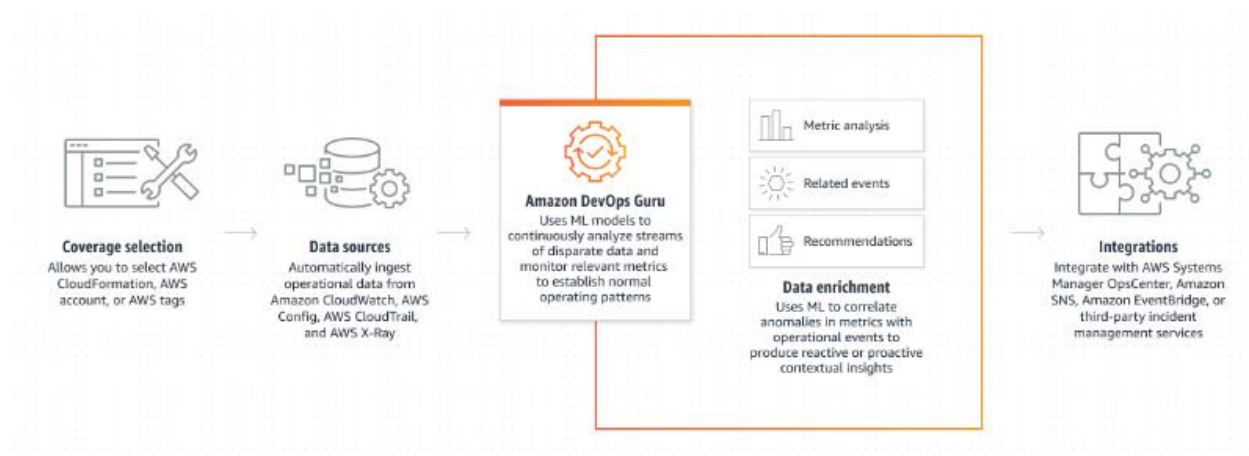 Coverage selection
Allows you to select AWS
CloudFormation, AWS
account, or AWS tags
Data sources
Automatically ingest
operational data from
Amazon CloudWatch, AWS
Config, AWS CloudTrail,
and AWS X-Ray
Amazon DevOps Guru
Uses ML models to
continuously analyze streams
of disparate data and
monitor relevant metrics
to establish normal
operating patterns
Metric analysis
Related events
Recommendations
Data enrichment
Uses ML to correlate
anomalies in metrics with
operational events to
produce reactive or proactive
contextual insights
Integrations
Integrate with AWS Systems
Manager OpsCenter, Amazon
SNS, Amazon EventBridge, or
third-party incident
management services